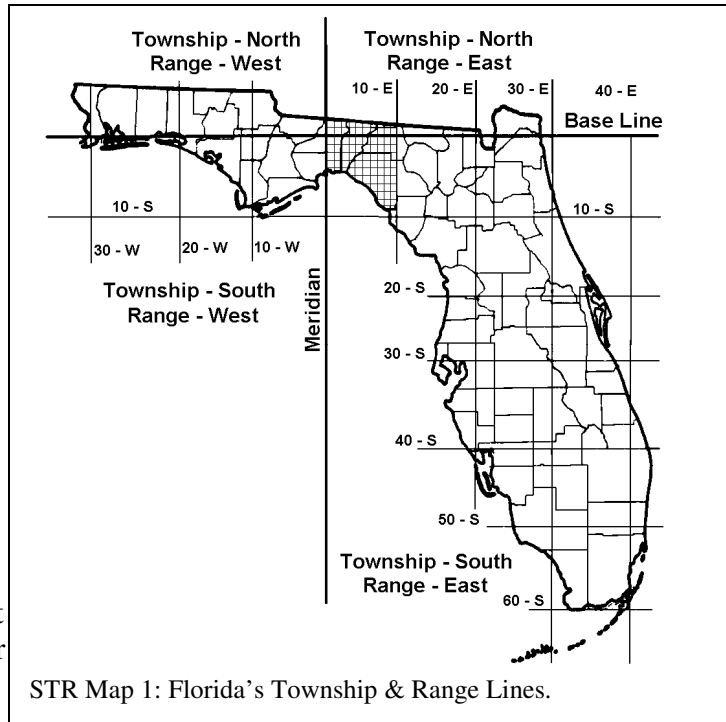 Township - North
Range - West
Township - North
Range - East
10 - E
20 - E
30 - E
40 - E
Base Line
10 - S
10 - S
30 - W
20 - W
10 - W
Township - South
Range - West
Meridian
20 - S
30 - S
40 - S
50 - S
Township - South
Range - East
60 - S
t
r
STR Map 1: Florida's Township & Range Lines.